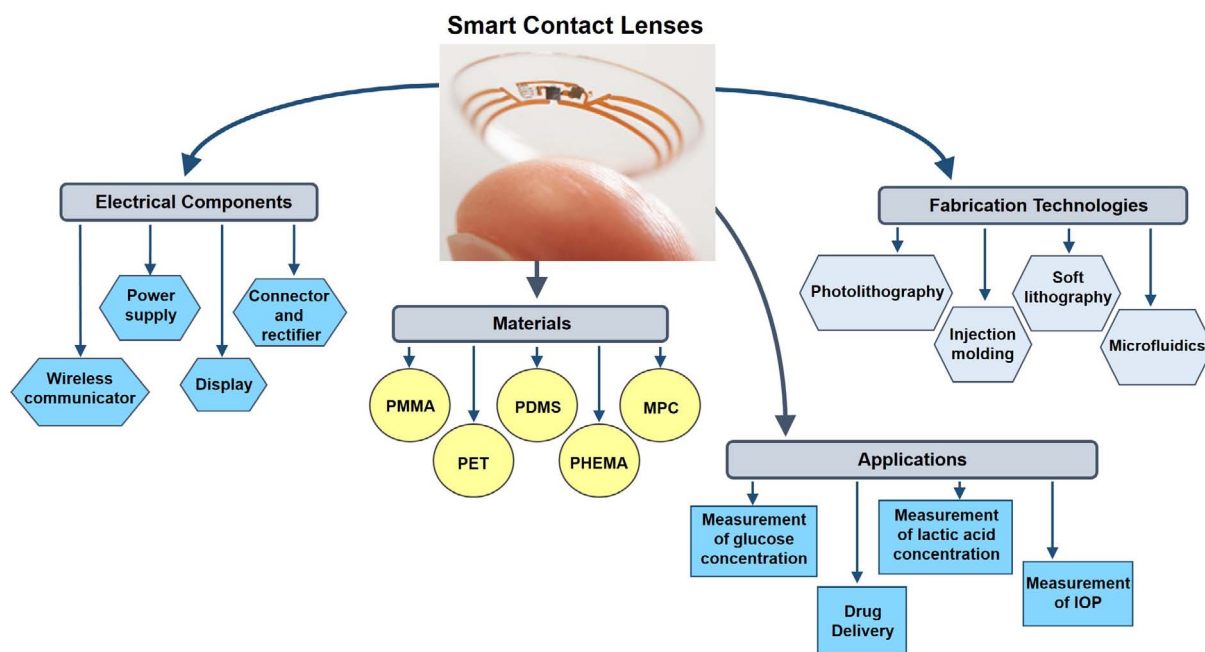 Smart Contact Lenses
Electrical Components
Wireless
communicator
Power
supply
Display
Connector
and
rectifier
Materials
PMMA
PET
PDMS
PHEMA
MPC
Applications
Measurement
of glucose
concentration
Drug
Delivery
Measurement
of lactic acid
concentration
Measurement
of IOP
Fabrication Technologies
Photolithography
Injection
molding
Soft
lithography
Microfluidics